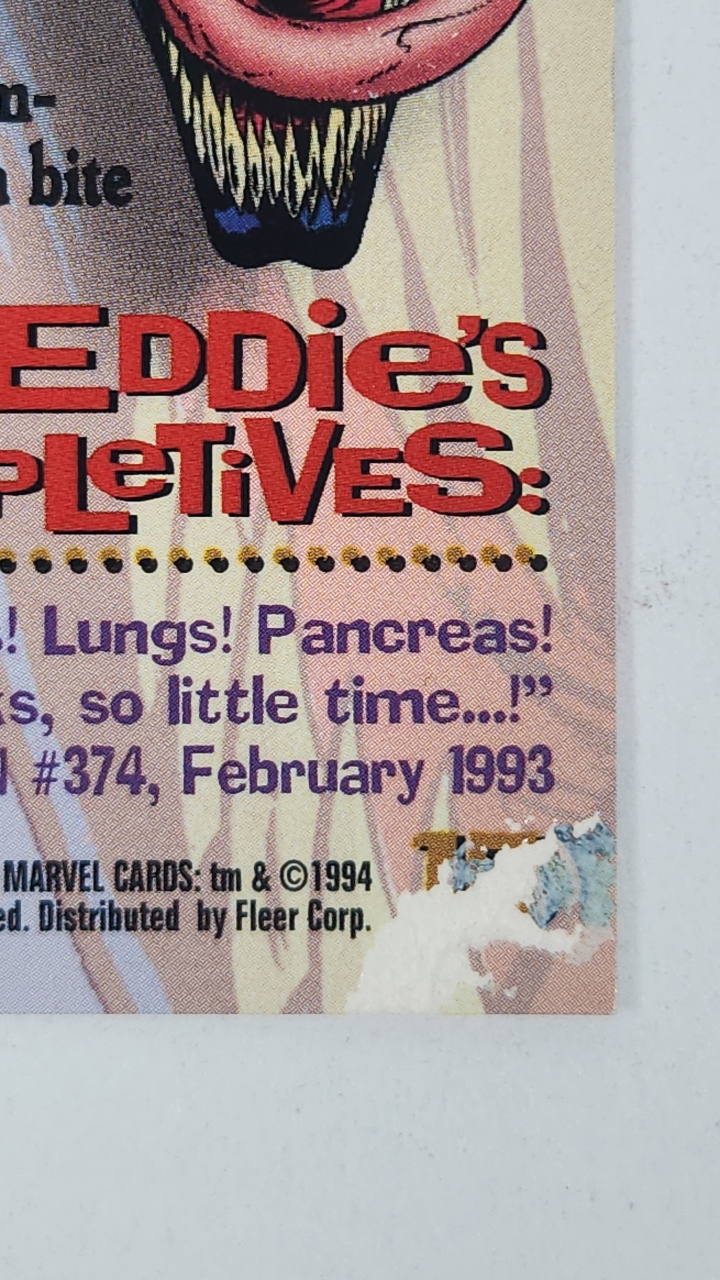 n-
bite
EDDie's
PLeTiVES:
! Lungs! Pancreas!
s, so little time...!”
#374, February 1993
MARVEL CARDS: tm & ©1994
ed. Distributed by Fleer Corp.